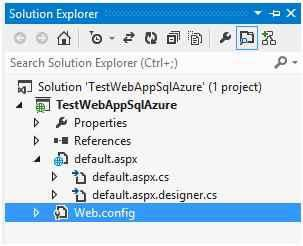 Solution Explorer
Search Solution Explorer (Ctrl+;)
Solution 'TestWebAppSqlAzure' (1 project)
TestWebAppSqlAzure
Properties
References
default.aspx
default.aspx.cs
default.aspx.designer.cs
Web.config